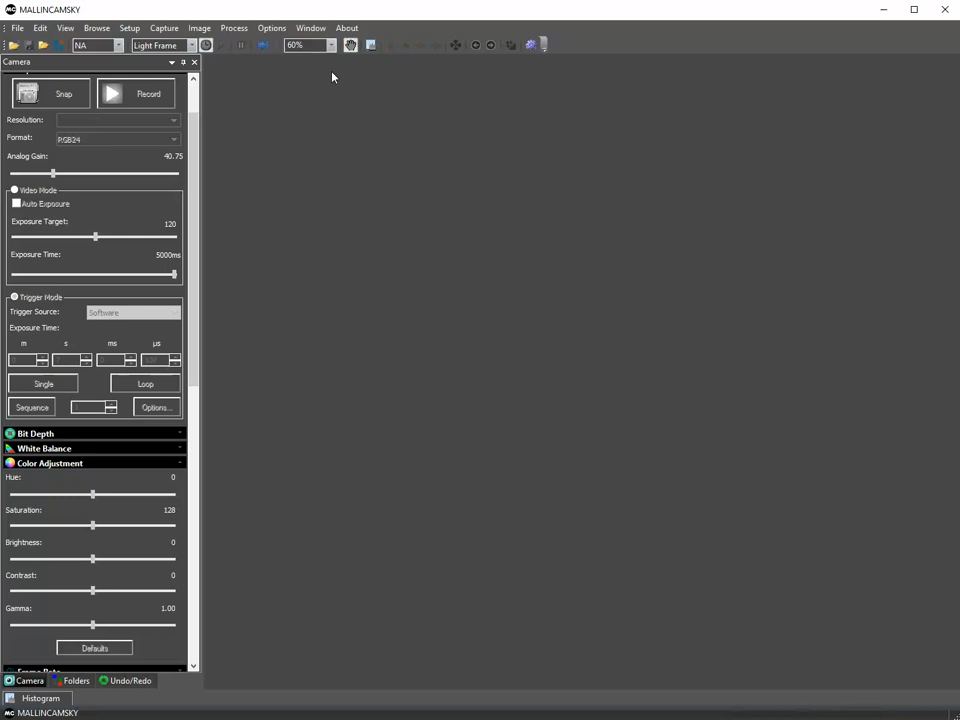 MALLINCAMSKY
File Edit View Browse Setup Capture Image Process Options Window About
NA Light Frame 60%
Camera
Snap Record
Resolution:
Format: RGB24
Analog Gain: 40.75
Video Mode
Auto Exposure
Exposure Target: 120
Exposure Time: 5000ms
Trigger Mode
Trigger Source: Software
Exposure Time:
m s ms µs
Single Loop
Sequence Options...
Bit Depth
White Balance
Color Adjustment
Hue: 0
Saturation: 128
Brightness: 0
Contrast: 0
Gamma: 1.00
Defaults
Camera Folders Undo/Redo
Histogram
MALLINCAMSKY